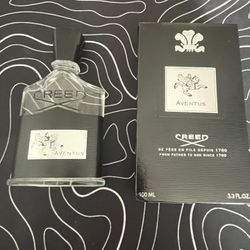 CREED
AVENTUS
AVENTUS
CREED
DE PÈRE EN FILS DEPUIS 1760
FROM FATHER TO SON SINCE 1760
100 ML
3.3 FL.OZ